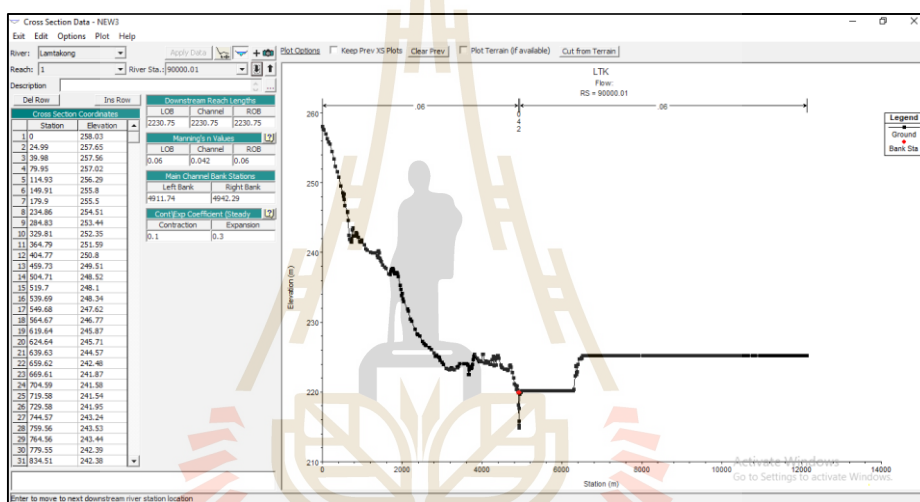 Cross Section Data - NEW3
Exit Edit Options Plot Help
River: Lamtakong Apply Data Plot Options Keep Prev XS Plots Clear Prev Plot Terrain (if available) Cut from Terrain
Reach: 1 River Sta.: 90000.01
Description ...
Del Row Ins Row
Cross Section Coordinates
Station Elevation
1 0 258.03
2 24.99 257.65
3 39.98 257.56
4 79.95 257.02
5 114.93 256.29
6 149.91 255.8
7 179.9 255.5
8 234.86 254.51
9 284.83 253.44
10 329.81 252.35
11 364.79 251.59
12 404.77 250.8
13 459.73 249.51
14 504.71 248.52
15 519.7 248.1
16 539.69 248.34
17 549.68 247.62
18 564.67 246.77
19 619.64 245.87
20 624.64 245.71
21 639.63 244.57
22 659.62 242.48
23 669.61 241.87
24 704.59 241.58
25 719.58 241.54
26 729.58 241.95
27 744.57 243.24
28 759.56 243.53
29 764.56 243.44
30 779.55 242.39
31 834.51 242.38
Downstream Reach Lengths
LOB Channel ROB
2230.75 2230.75 2230.75
Manning's n Values ?
LOB Channel ROB
0.06 0.042 0.06
Main Channel Bank Stations
Left Bank Right Bank
4911.74 4942.29
Cont\Exp Coefficient (Steady ?
Contraction Expansion
0.1 0.3
LTK
Flow:
RS = 90000.01
.06
.06
0
4
2
Elevation (m)
260
250
240
230
220
210
0 2000 4000 6000 8000 10000 12000 14000
Station (m)
Legend
Ground
Bank Sta
Activate Windows
Go to Settings to activate Windows.
Enter to move to next downstream river station location